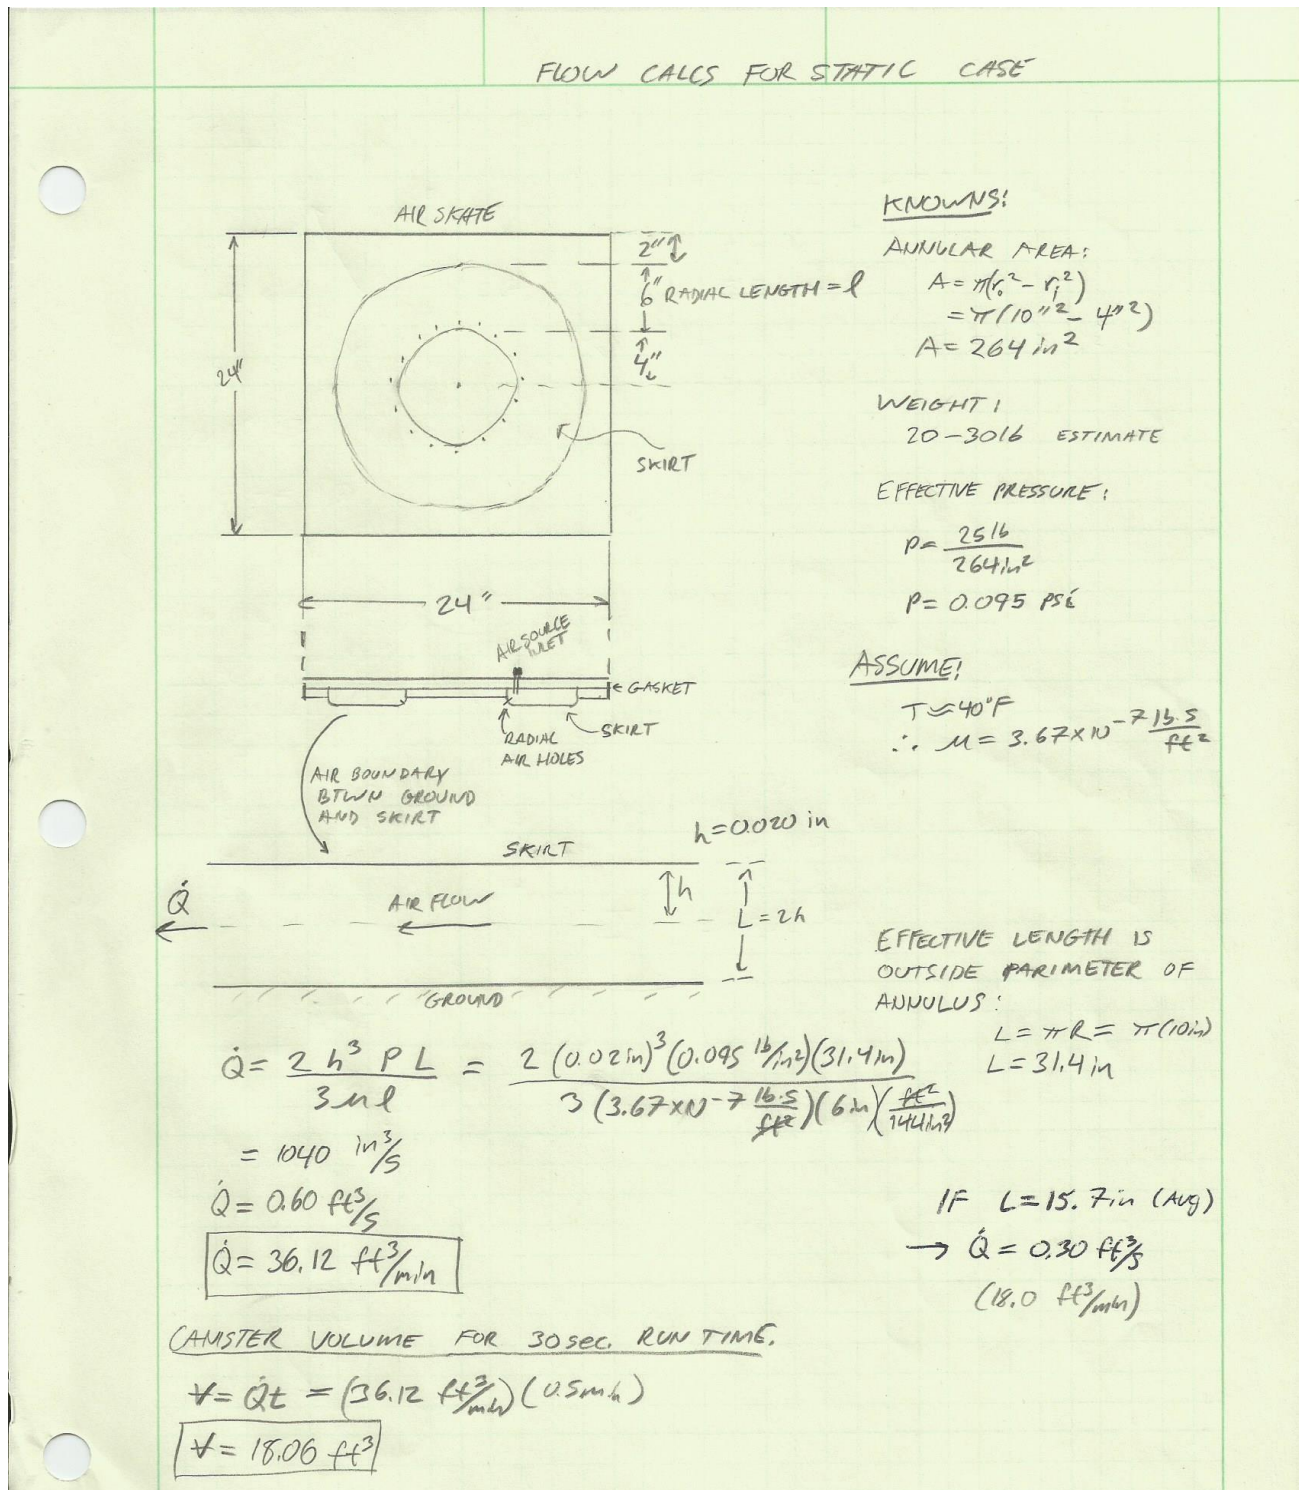 FLOW CALCS FOR STATIC CASE
AIR SKATE
24"
2"
6" RADIAL LENGTH = l
4"
SKIRT
24"
AIR SOURCE
INLET
GASKET
SKIRT
RADIAL
AIR HOLES
AIR BOUNDARY
BTWN GROUND
AND SKIRT
KNOWNS:
ANNULAR AREA:
A = π(r₀² - rᵢ²)
= π(10"² - 4"²)
A = 264 in²
WEIGHT:
20-30lb ESTIMATE
EFFECTIVE PRESSURE:
P = 25lb / 264in²
P = 0.095 psi
ASSUME:
T ≈ 40°F
∴ μ = 3.67×10⁻⁷ lb·s/ft²
h = 0.020 in
SKIRT
Q̇
AIR FLOW
h
L = 2h
GROUND
EFFECTIVE LENGTH IS
OUTSIDE PARIMETER OF
ANNULUS:
L = πR = π(10in)
L = 31.4 in
Q̇ = 2 h³ P L / 3μl = 2 (0.02in)³ (0.095 lb/in²)(31.4in) / 3 (3.67×10⁻⁷ lb·s/ft²)(6in)(ft²/144in²)
= 1040 in³/s
Q̇ = 0.60 ft³/s
Q̇ = 36.12 ft³/min
IF L = 15.7in (Avg)
→ Q̇ = 0.30 ft³/s
(18.0 ft³/min)
CANISTER VOLUME FOR 30 sec. RUN TIME.
V = Q̇t = (36.12 ft³/min)(0.5min)
V = 18.06 ft³